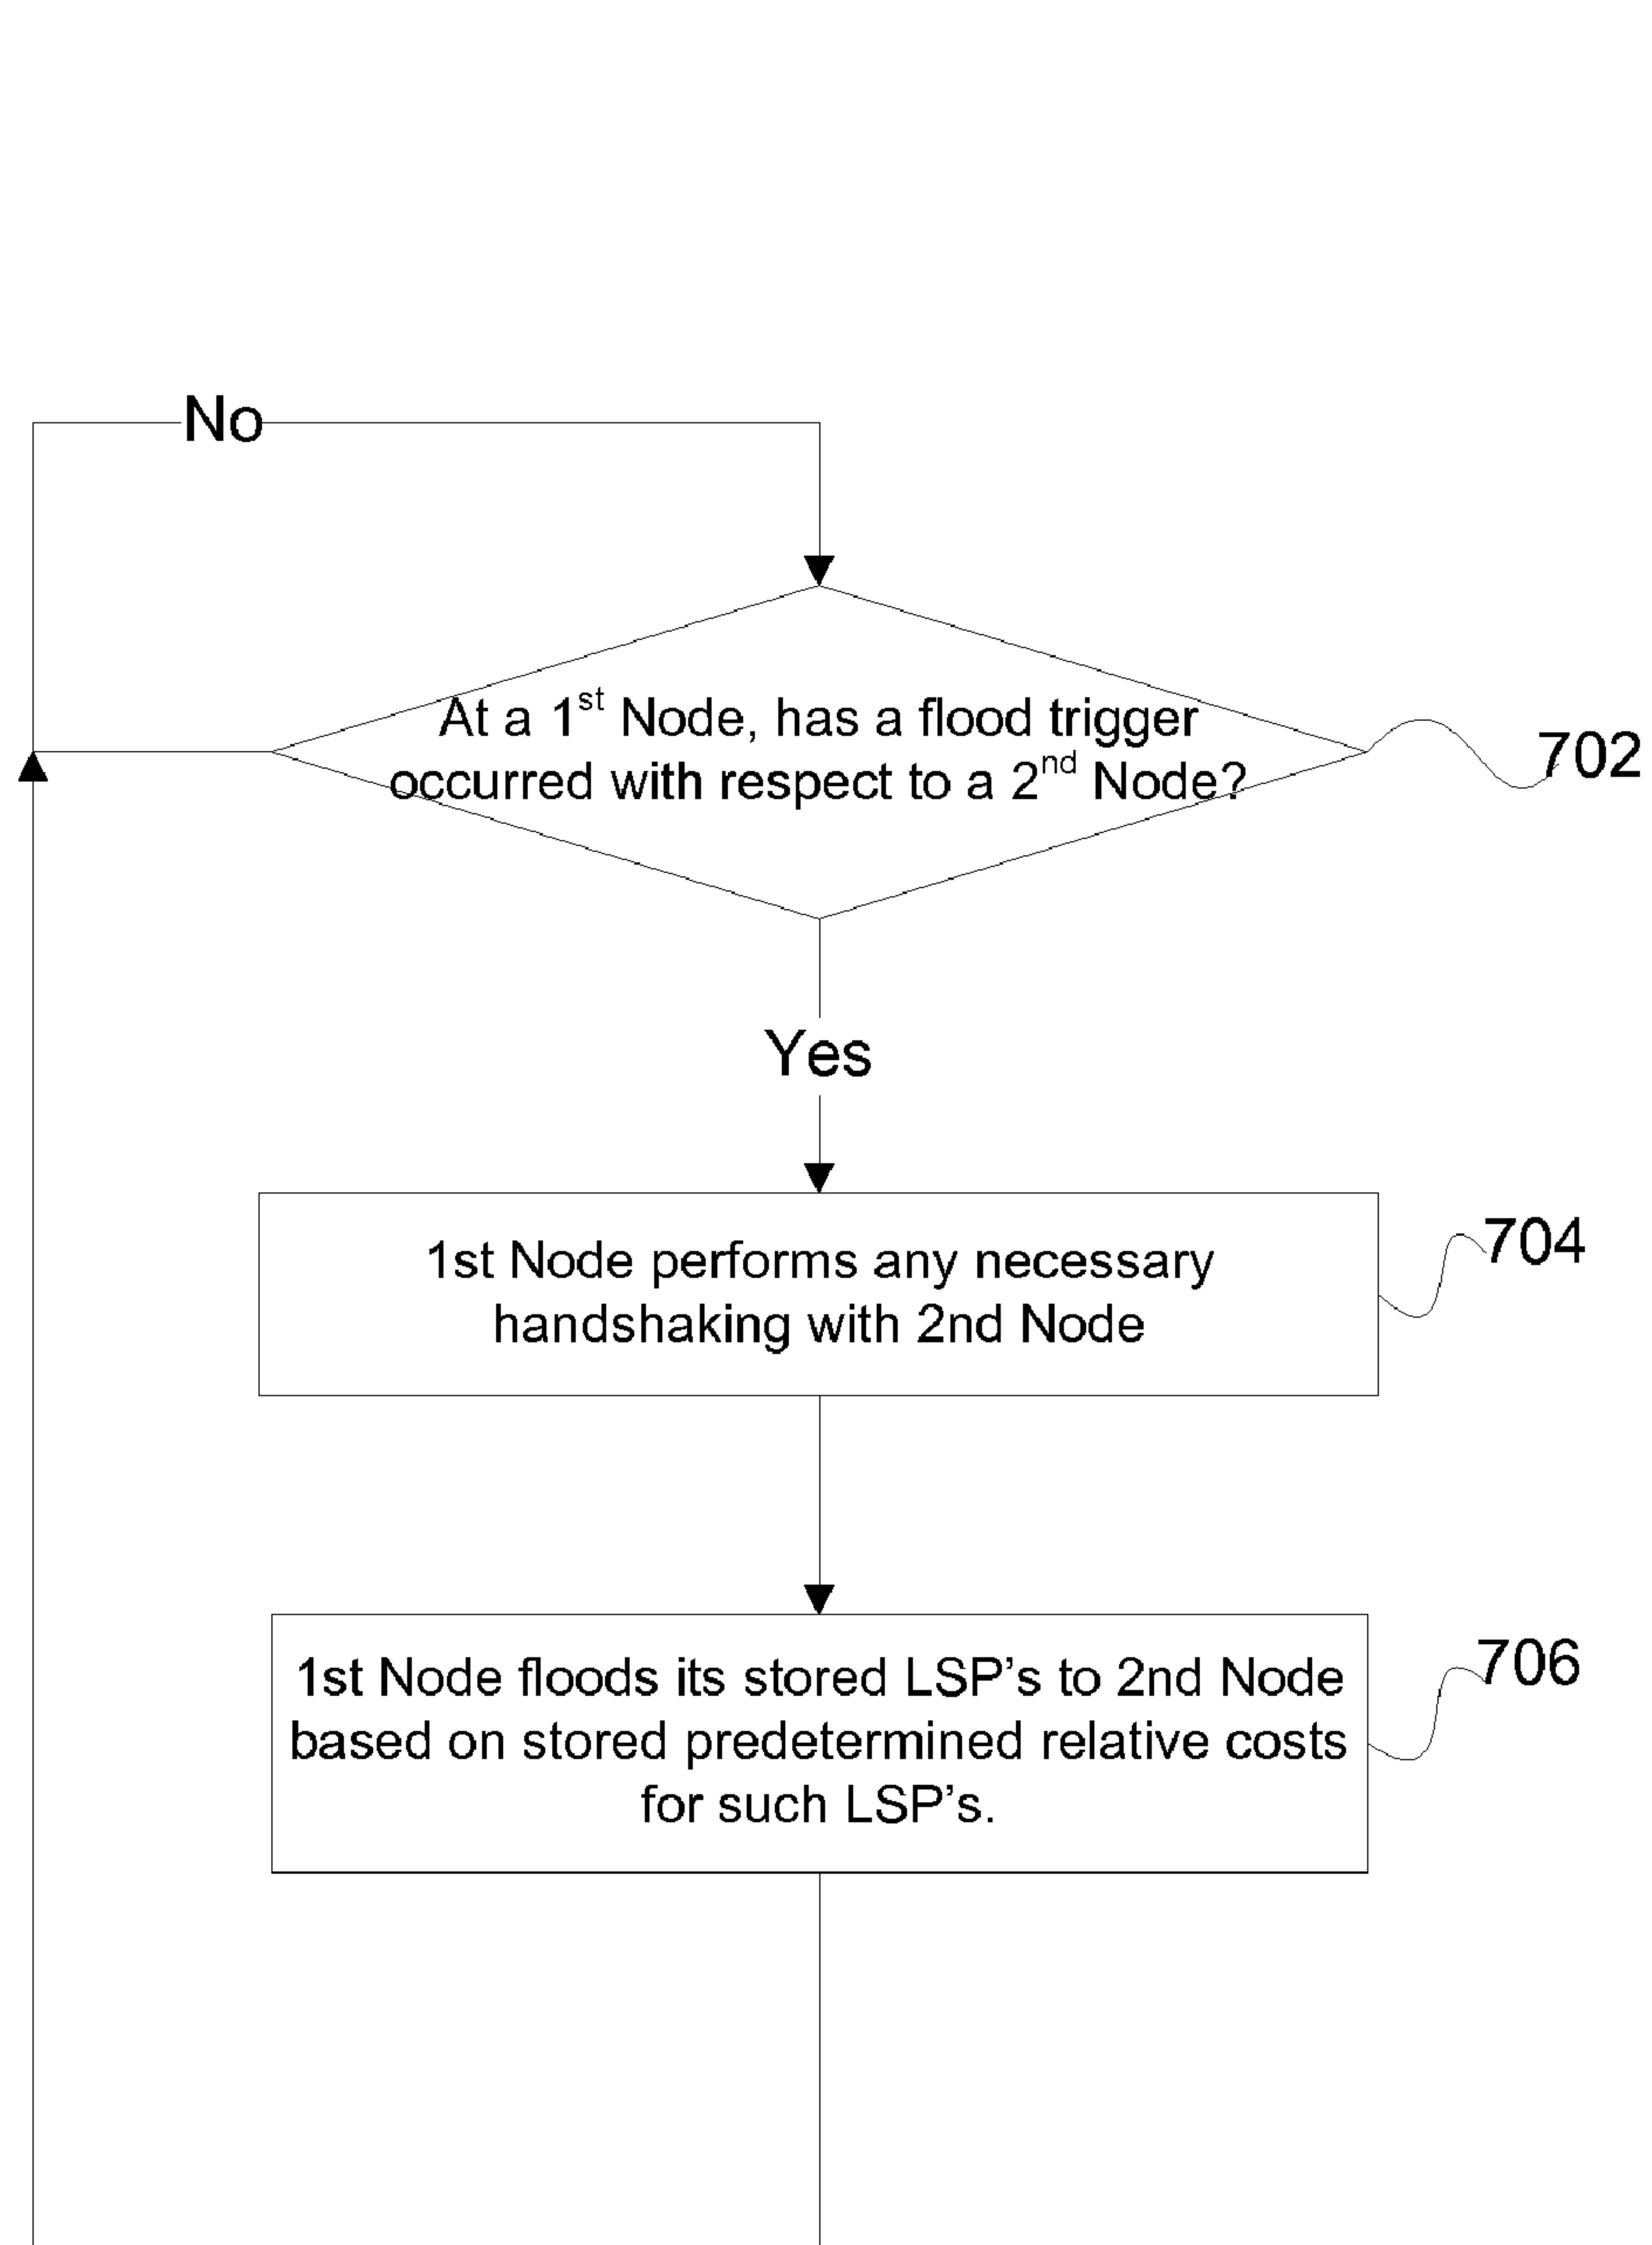 No
At a 1st Node, has a flood trigger
occurred with respect to a 2nd Node?
702
Yes
1st Node performs any necessary
handshaking with 2nd Node
704
1st Node floods its stored LSP's to 2nd Node
based on stored predetermined relative costs
for such LSP's.
706